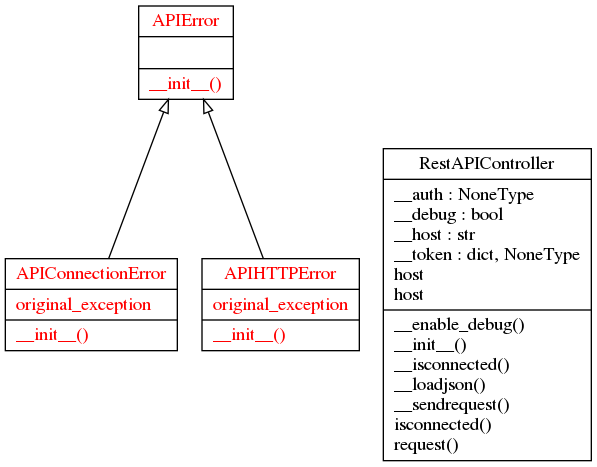 APIError
__init__()
APIConnectionError
original_exception
__init__()
APIHTTPError
original_exception
__init__()
RestAPIController
__auth : NoneType
__debug : bool
__host : str
__token : dict, NoneType
host
host
__enable_debug()
__init__()
__isconnected()
__loadjson()
__sendrequest()
isconnected()
request()